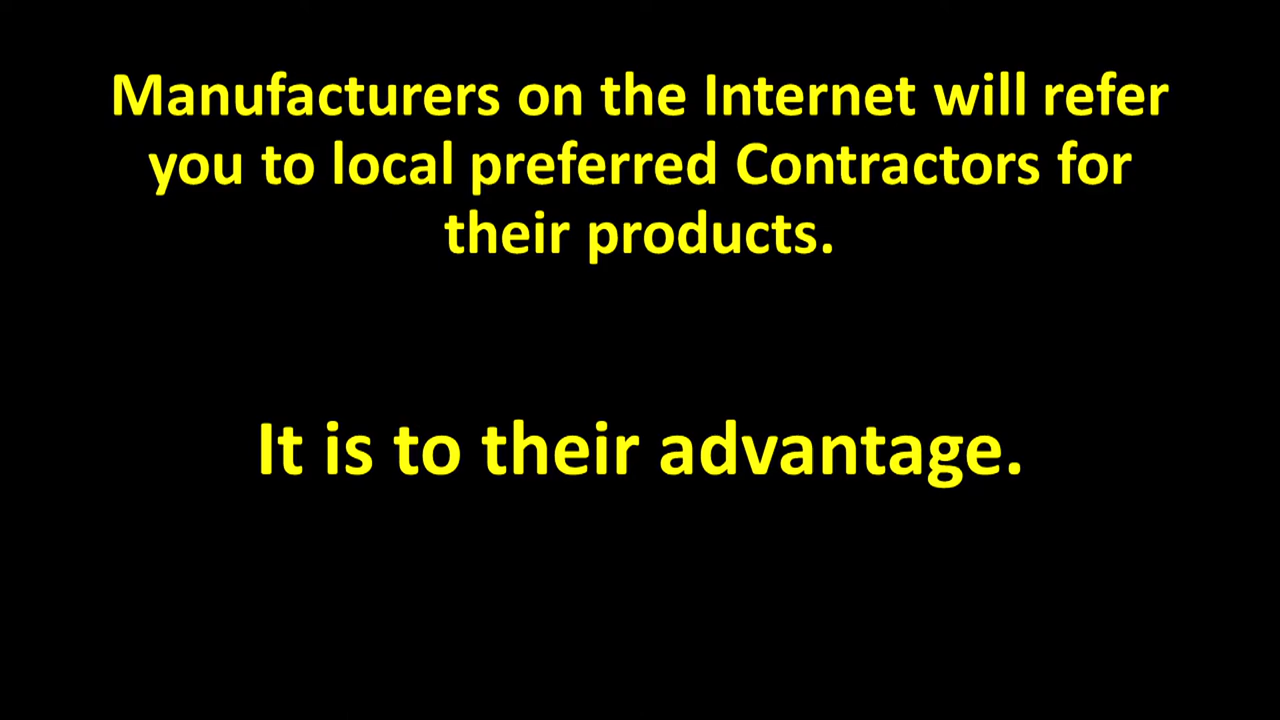 Manufacturers on the Internet will refer
you to local preferred Contractors for
their products.
It is to their advantage.